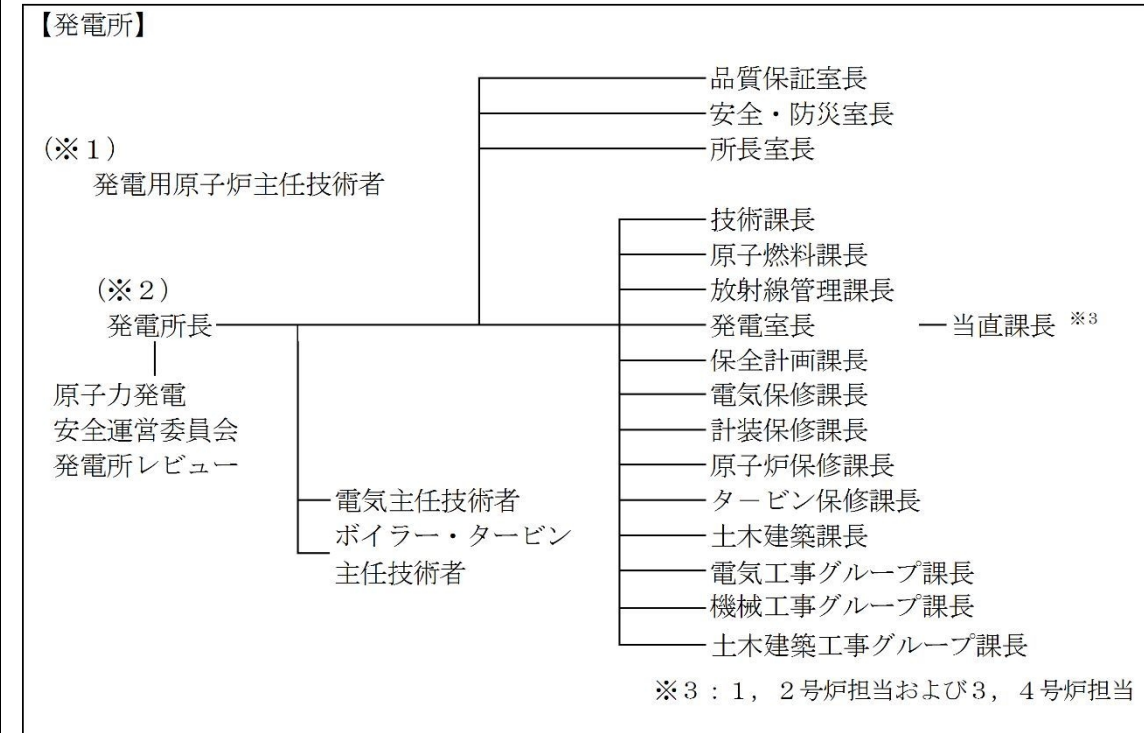 【発電所】
品質保証室長
安全・防災室長
所長室長
(※1)
発電用原子炉主任技術者
技術課長
原子燃料課長
放射線管理課長
(※2)
発電所長
発電室長
当直課長 ※3
保全計画課長
電気保修課長
計装保修課長
原子炉保修課長
タービン保修課長
土木建築課長
電気工事グループ課長
機械工事グループ課長
土木建築工事グループ課長
原子力発電
安全運営委員会
発電所レビュー
電気主任技術者
ボイラー・タービン
主任技術者
※3：1，2号炉担当および3，4号炉担当